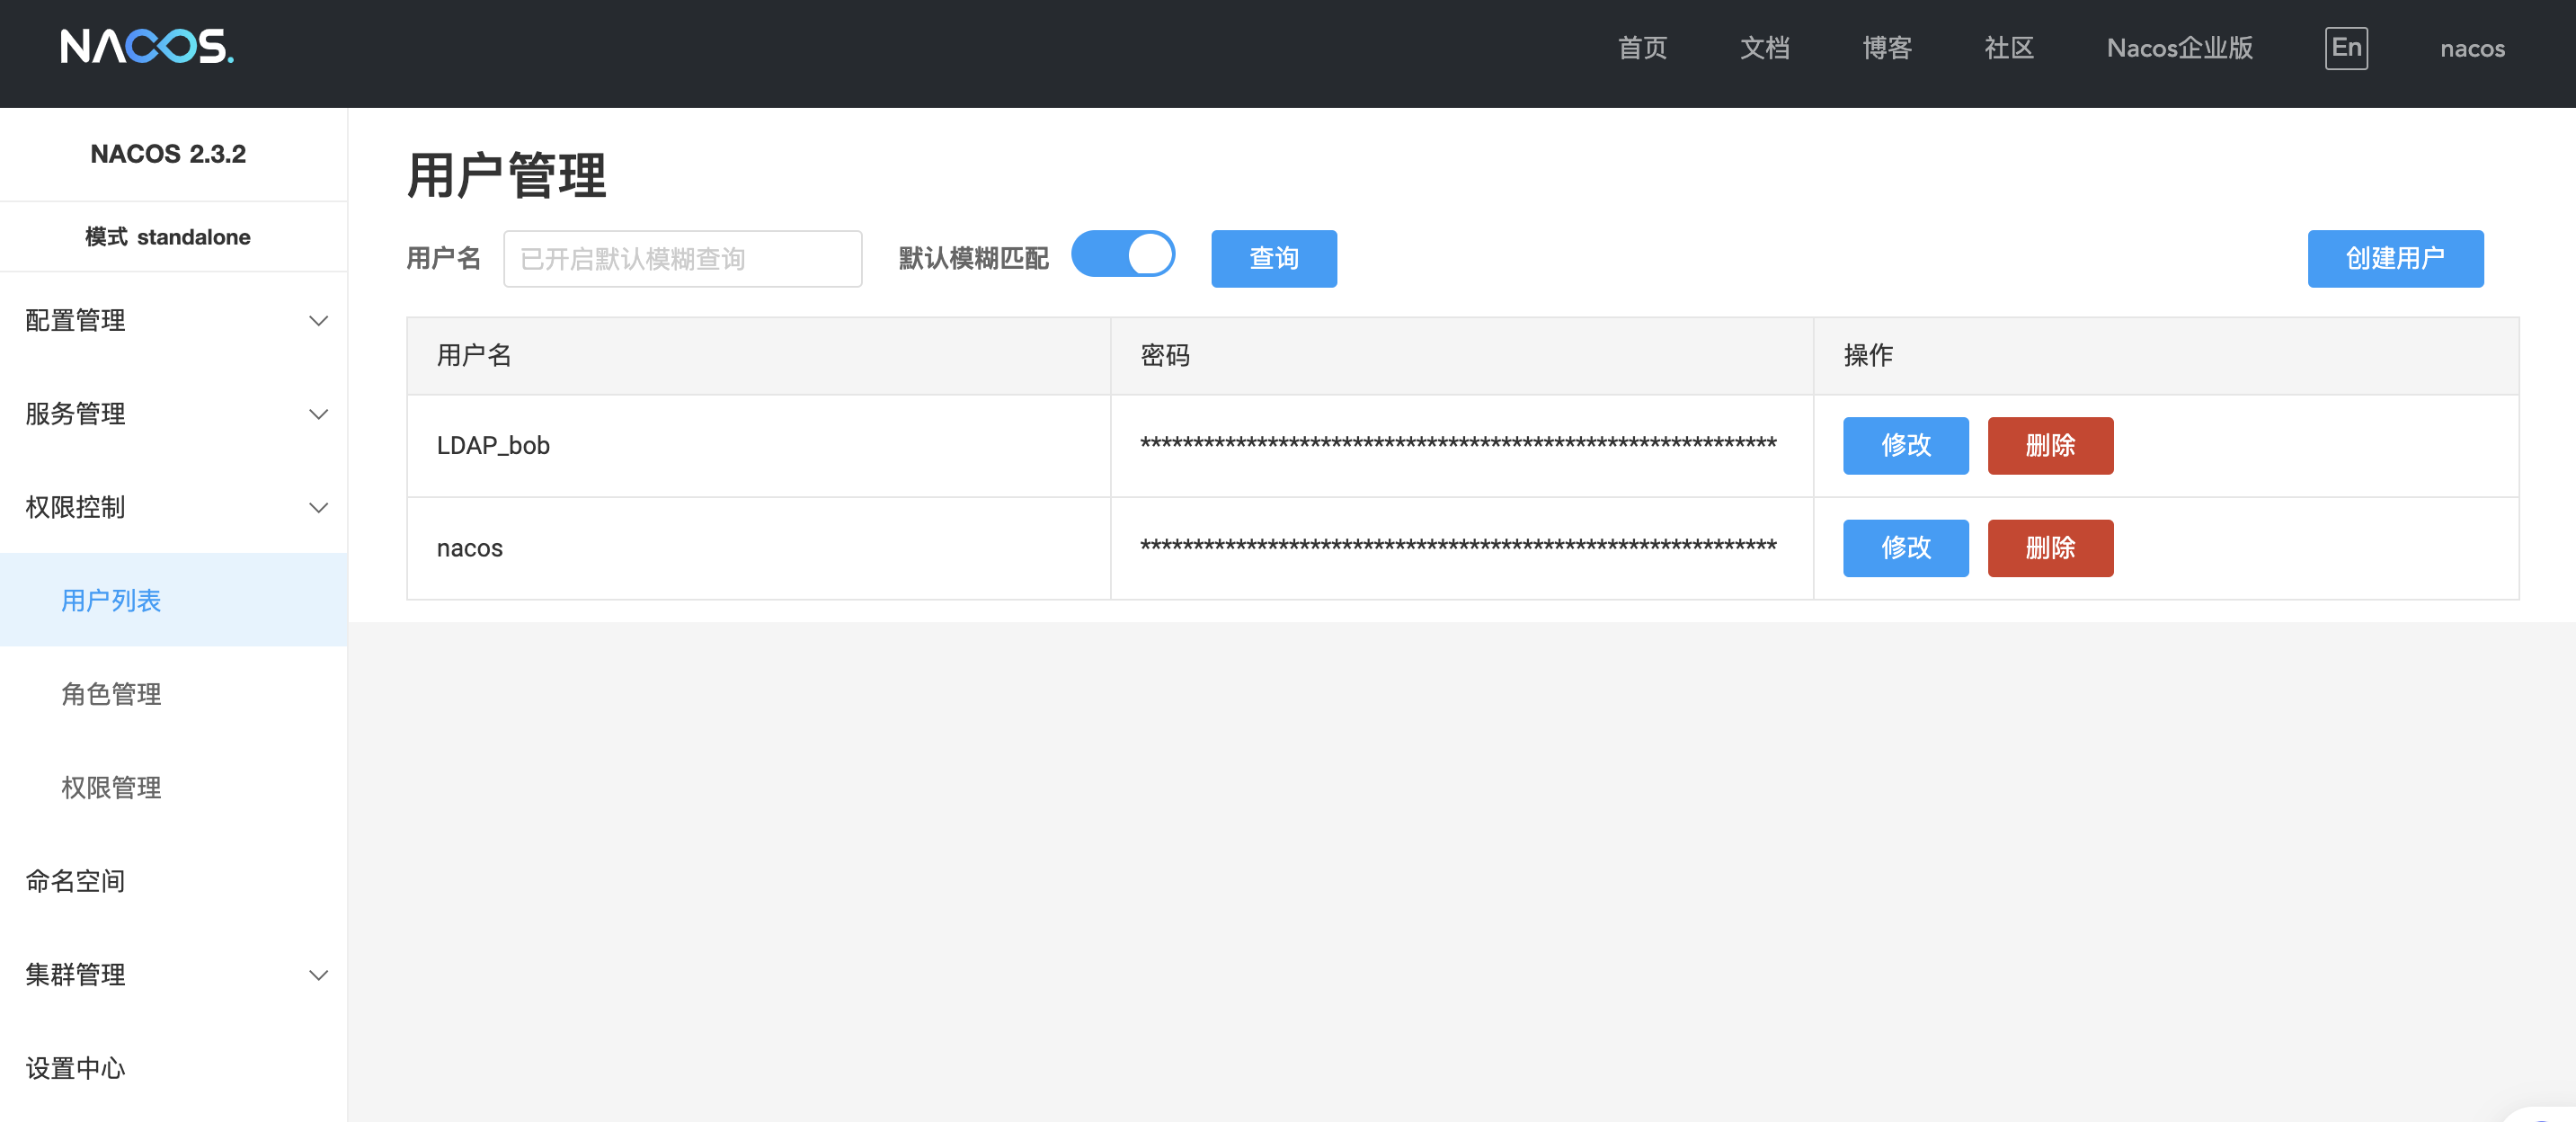 NACOS.
首页 文档 博客 社区 Nacos企业版 En nacos
NACOS 2.3.2
模式 standalone
配置管理
服务管理
权限控制
用户列表
角色管理
权限管理
命名空间
集群管理
设置中心
用户管理
用户名 已开启默认模糊查询 默认模糊匹配 查询 创建用户
用户名 密码 操作
LDAP_bob ************************************************************ 修改 删除
nacos ************************************************************ 修改 删除